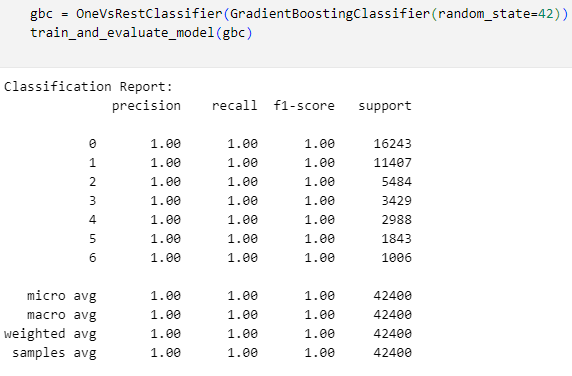 gbc = OneVsRestClassifier(GradientBoostingClassifier(random_state=42))
train_and_evaluate_model(gbc)
Classification Report:
precision recall f1-score support
0 1.00 1.00 1.00 16243
1 1.00 1.00 1.00 11407
2 1.00 1.00 1.00 5484
3 1.00 1.00 1.00 3429
4 1.00 1.00 1.00 2988
5 1.00 1.00 1.00 1843
6 1.00 1.00 1.00 1006
micro avg 1.00 1.00 1.00 42400
macro avg 1.00 1.00 1.00 42400
weighted avg 1.00 1.00 1.00 42400
samples avg 1.00 1.00 1.00 42400